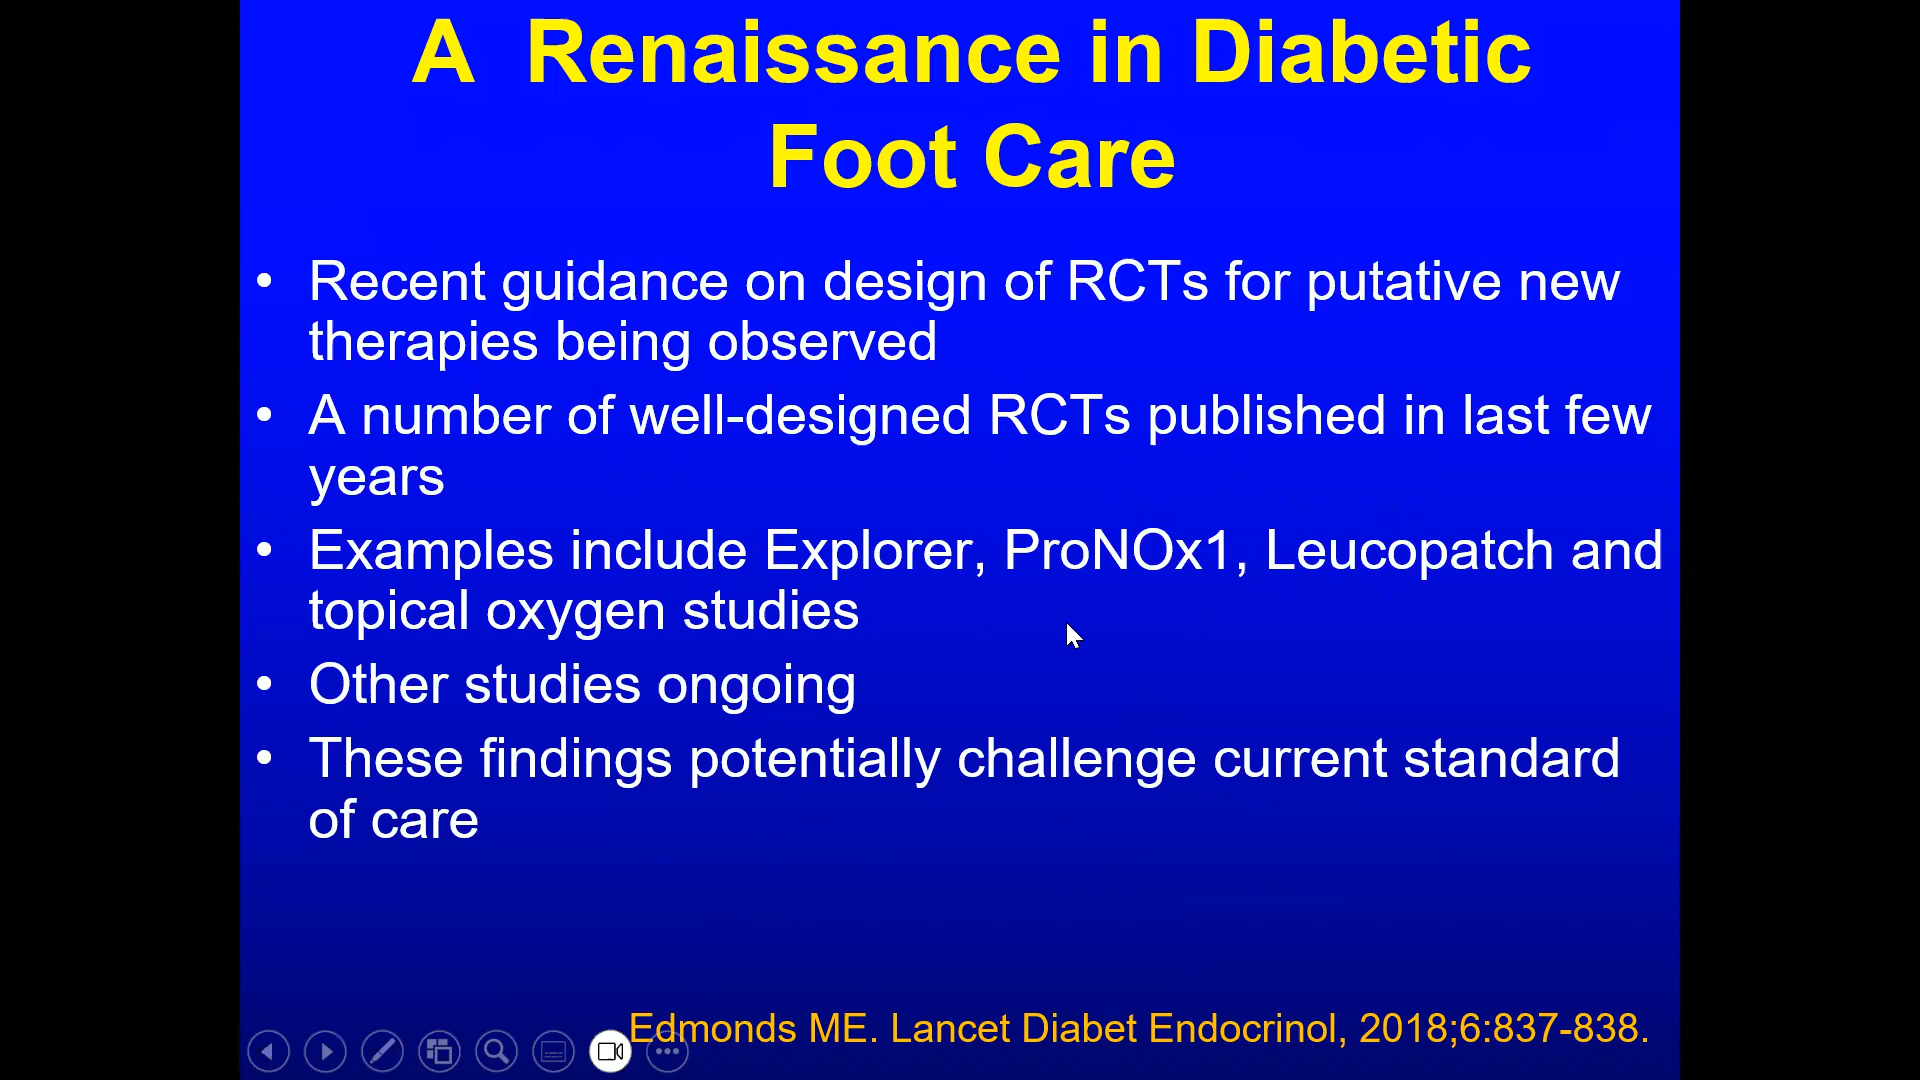 A Renaissance in Diabetic
Foot Care
• Recent guidance on design of RCTs for putative new
therapies being observed
• A number of well-designed RCTs published in last few
years
• Examples include Explorer, ProNOx1, Leucopatch and
topical oxygen studies
• Other studies ongoing
• These findings potentially challenge current standard
of care
Edmonds ME. Lancet Diabet Endocrinol, 2018;6:837-838.